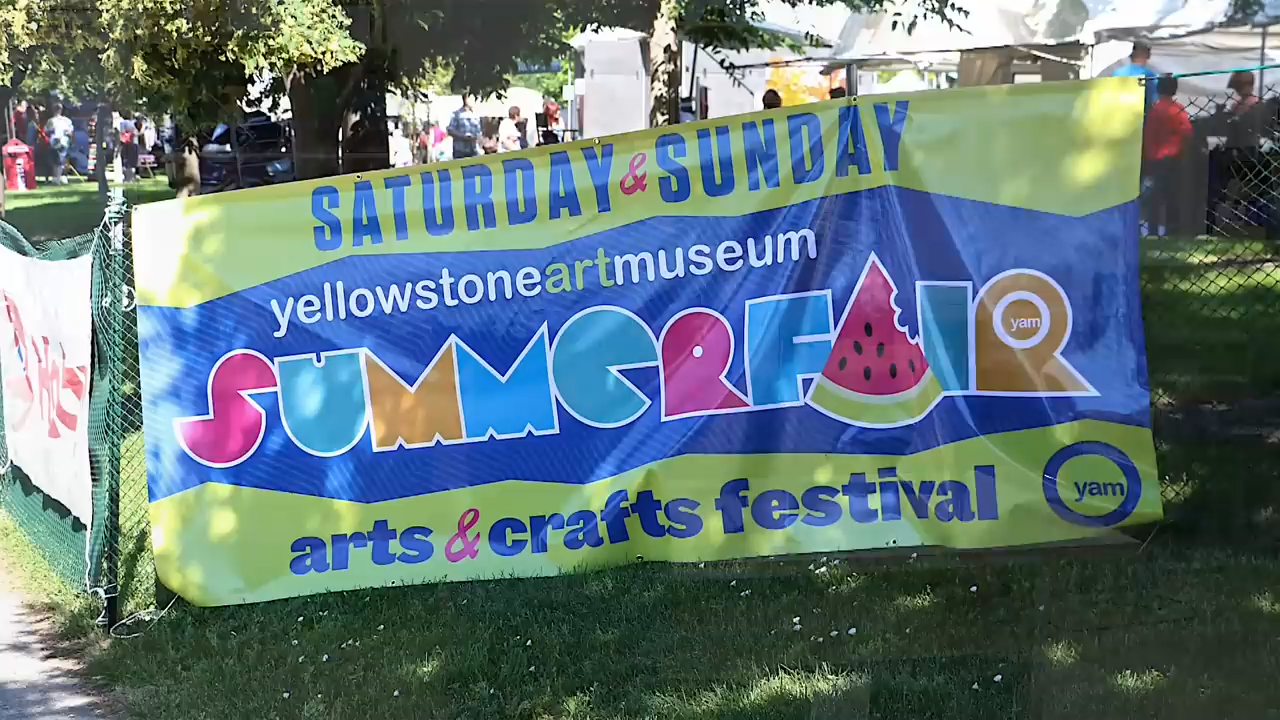 SATURDAY & SUNDAY
yellowstoneartmuseum
SUMMERFAIR
yam
arts & crafts festival
yam